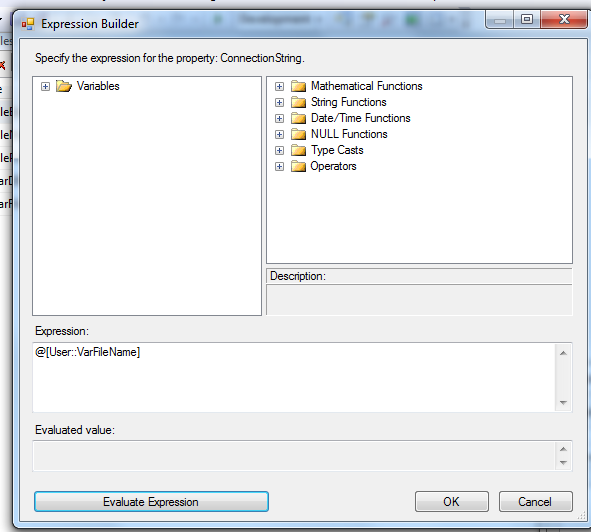 Development
Expression Builder
Specify the expression for the property: ConnectionString.
Variables
Mathematical Functions
String Functions
Date/Time Functions
NULL Functions
Type Casts
Operators
Description:
Expression:
@[User::VarFileName]
Evaluated value:
Evaluate Expression
OK
Cancel